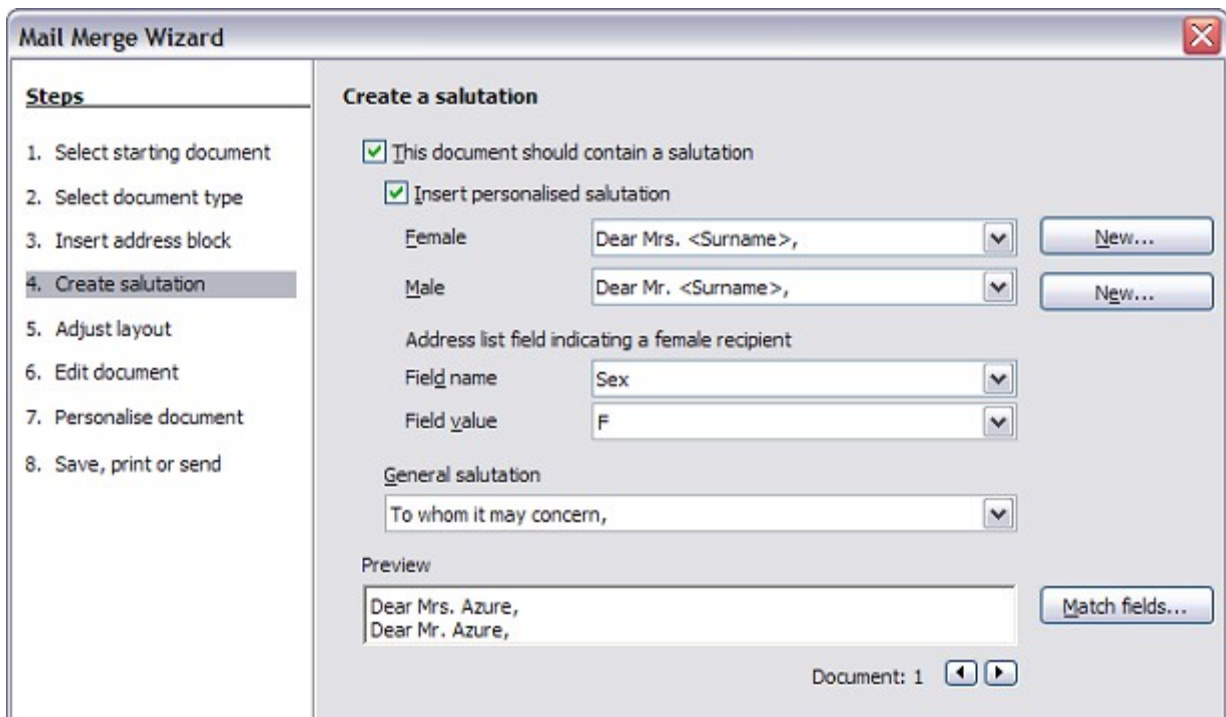 Mail Merge Wizard
Steps
1. Select starting document
2. Select document type
3. Insert address block
4. Create salutation
5. Adjust layout
6. Edit document
7. Personalise document
8. Save, print or send
Create a salutation
This document should contain a salutation
Insert personalised salutation
Female Dear Mrs. <Surname>, New...
Male Dear Mr. <Surname>, New...
Address list field indicating a female recipient
Field name Sex
Field value F
General salutation
To whom it may concern,
Preview
Dear Mrs. Azure,
Dear Mr. Azure,
Match fields...
Document: 1